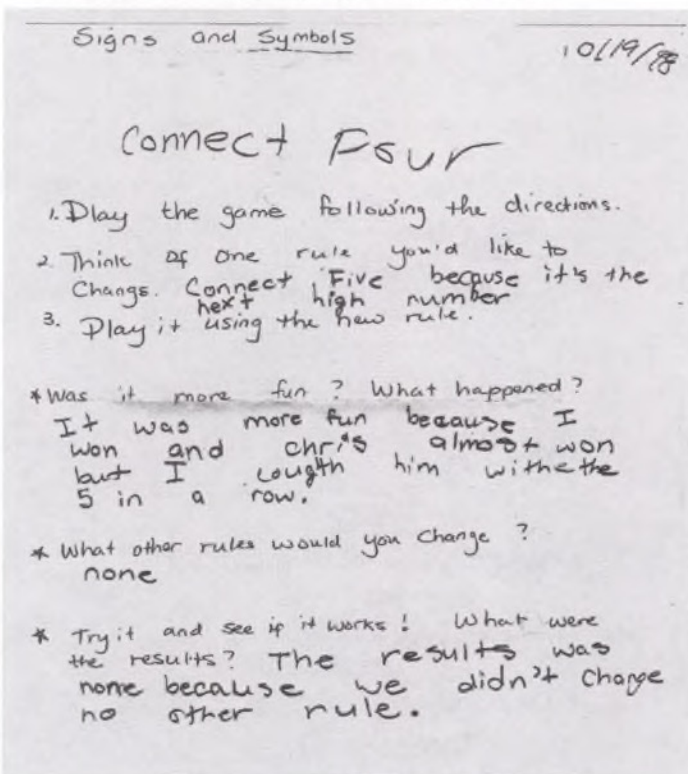 Signs and Symbols
10/19/98
Connect Four
1. Play the game following the directions.
2. Think of one rule you'd like to
Change. Connect Five because it's the
next high number
3. Play it using the new rule.
* Was it more fun? What happened?
It was more fun because I
won and chris almost won
but I cougth him withethe
5 in a row.
* What other rules would you change?
none
* Try it and see if it works! What were
the results? The results was
none because we didn't change
no other rule.